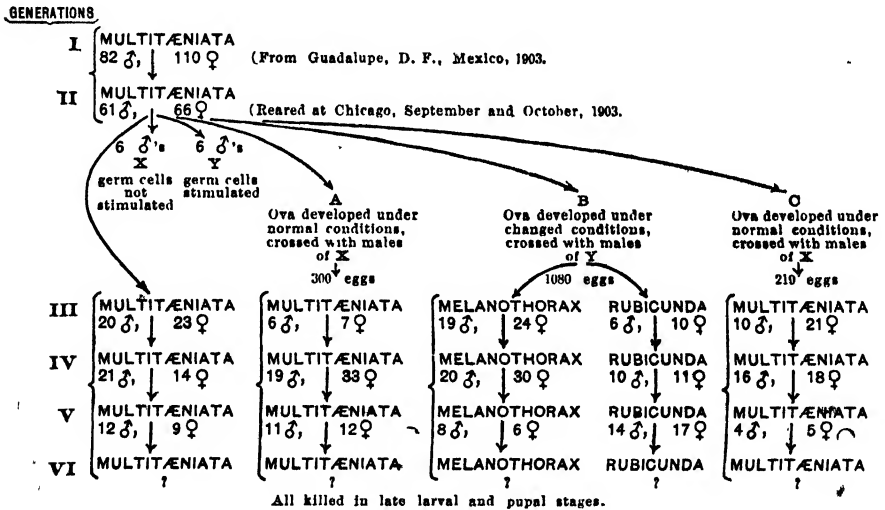 GENERATIONS
I MULTITÆNIATA
82 ♂, 110 ♀ (From Guadalupe, D. F., Mexico, 1903.
II MULTITÆNIATA
61 ♂, 66 ♀ (Reared at Chicago, September and October, 1903.
6 ♂'s 6 ♂'s
X Y
germ cells germ cells
not stimulated
stimulated
A B C
Ova developed under Ova developed under Ova developed under
normal conditions, changed conditions, normal conditions,
crossed with males crossed with males crossed with males
of X of Y of X
300 eggs 1080 eggs 210 eggs
III MULTITÆNIATA MULTITÆNIATA MELANOTHORAX RUBICUNDA MULTITÆNIATA
20 ♂, 23 ♀ 6 ♂, 7 ♀ 19 ♂, 24 ♀ 6 ♂, 10 ♀ 10 ♂, 21 ♀
IV MULTITÆNIATA MULTITÆNIATA MELANOTHORAX RUBICUNDA MULTITÆNIATA
21 ♂, 14 ♀ 19 ♂, 33 ♀ 20 ♂, 30 ♀ 10 ♂, 11 ♀ 16 ♂, 18 ♀
V MULTITÆNIATA MULTITÆNIATA MELANOTHORAX RUBICUNDA MULTITÆNIATA
12 ♂, 9 ♀ 11 ♂, 12 ♀ 8 ♂, 6 ♀ 14 ♂, 17 ♀ 4 ♂, 5 ♀
VI MULTITÆNIATA MULTITÆNIATA MELANOTHORAX RUBICUNDA MULTITÆNIATA
? ? ? ? ?
All killed in late larval and pupal stages.